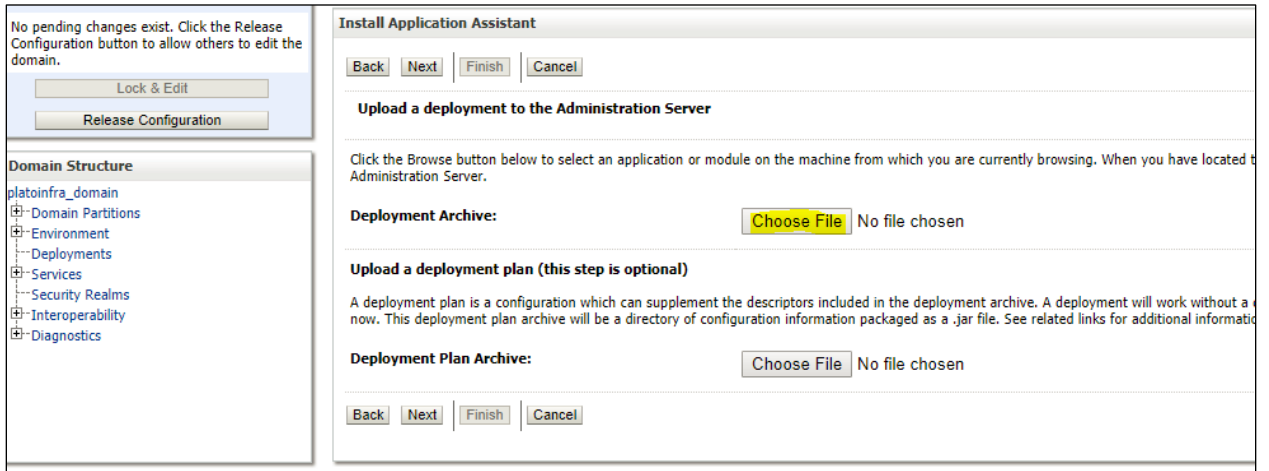 No pending changes exist. Click the Release
Configuration button to allow others to edit the
domain.
Lock & Edit
Release Configuration
Domain Structure
platoinfra_domain
Domain Partitions
Environment
Deployments
Services
Security Realms
Interoperability
Diagnostics
Install Application Assistant
Back Next Finish Cancel
Upload a deployment to the Administration Server
Click the Browse button below to select an application or module on the machine from which you are currently browsing. When you have located
Administration Server.
Deployment Archive: Choose File No file chosen
Upload a deployment plan (this step is optional)
A deployment plan is a configuration which can supplement the descriptors included in the deployment archive. A deployment will work without a
now. This deployment plan archive will be a directory of configuration information packaged as a .jar file. See related links for additional
Deployment Plan Archive: Choose File No file chosen
Back Next Finish Cancel